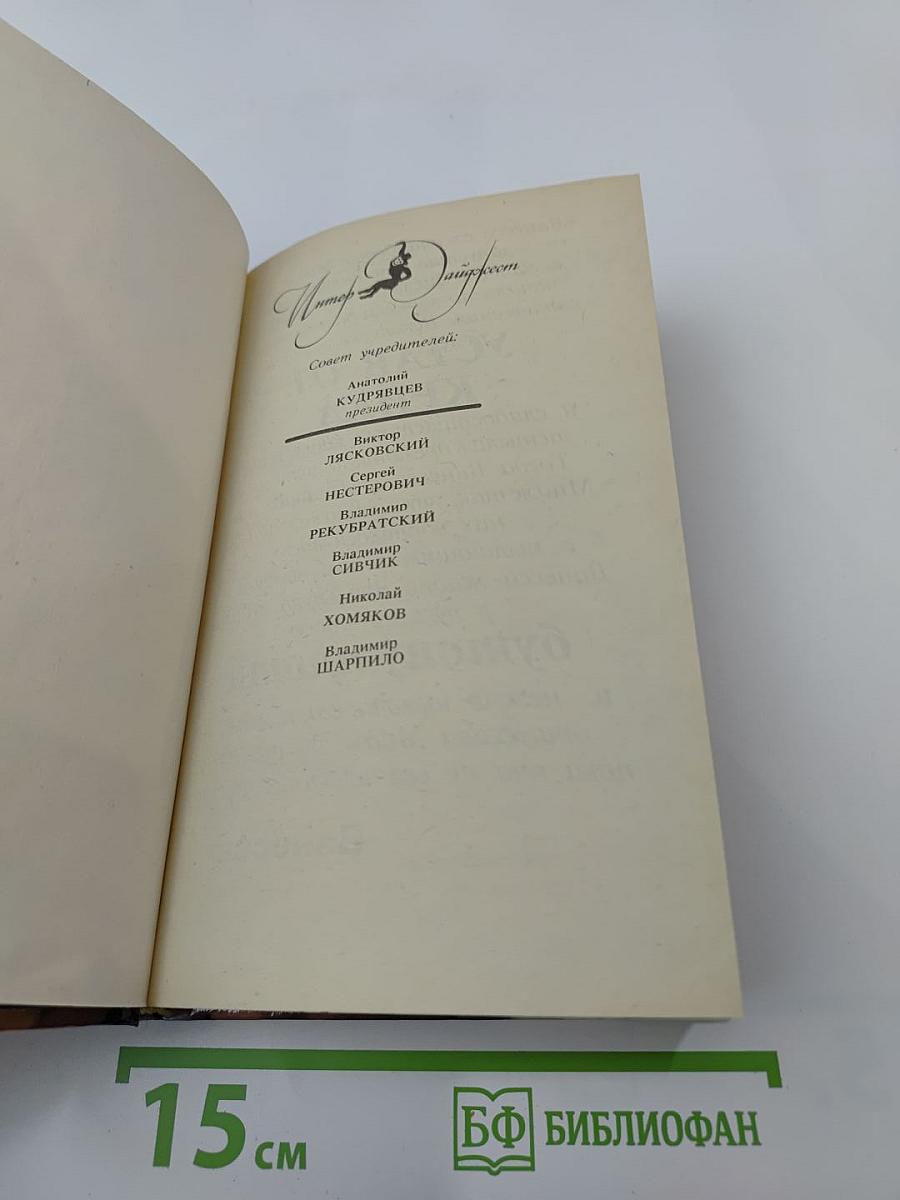 Интер Дайджест
Совет учредителей:
Анатолий
КУДРЯВЦЕВ
президент
Виктор
ЛЯСКОВСКИЙ
Сергей
НЕСТЕРОВИЧ
Владимир
РЕКУБРАТСКИЙ
Владимир
СИВЧИК
Николай
ХОМЯКОВ
Владимир
ШАРПИЛО
15 см
БФ БИБЛИОФАН